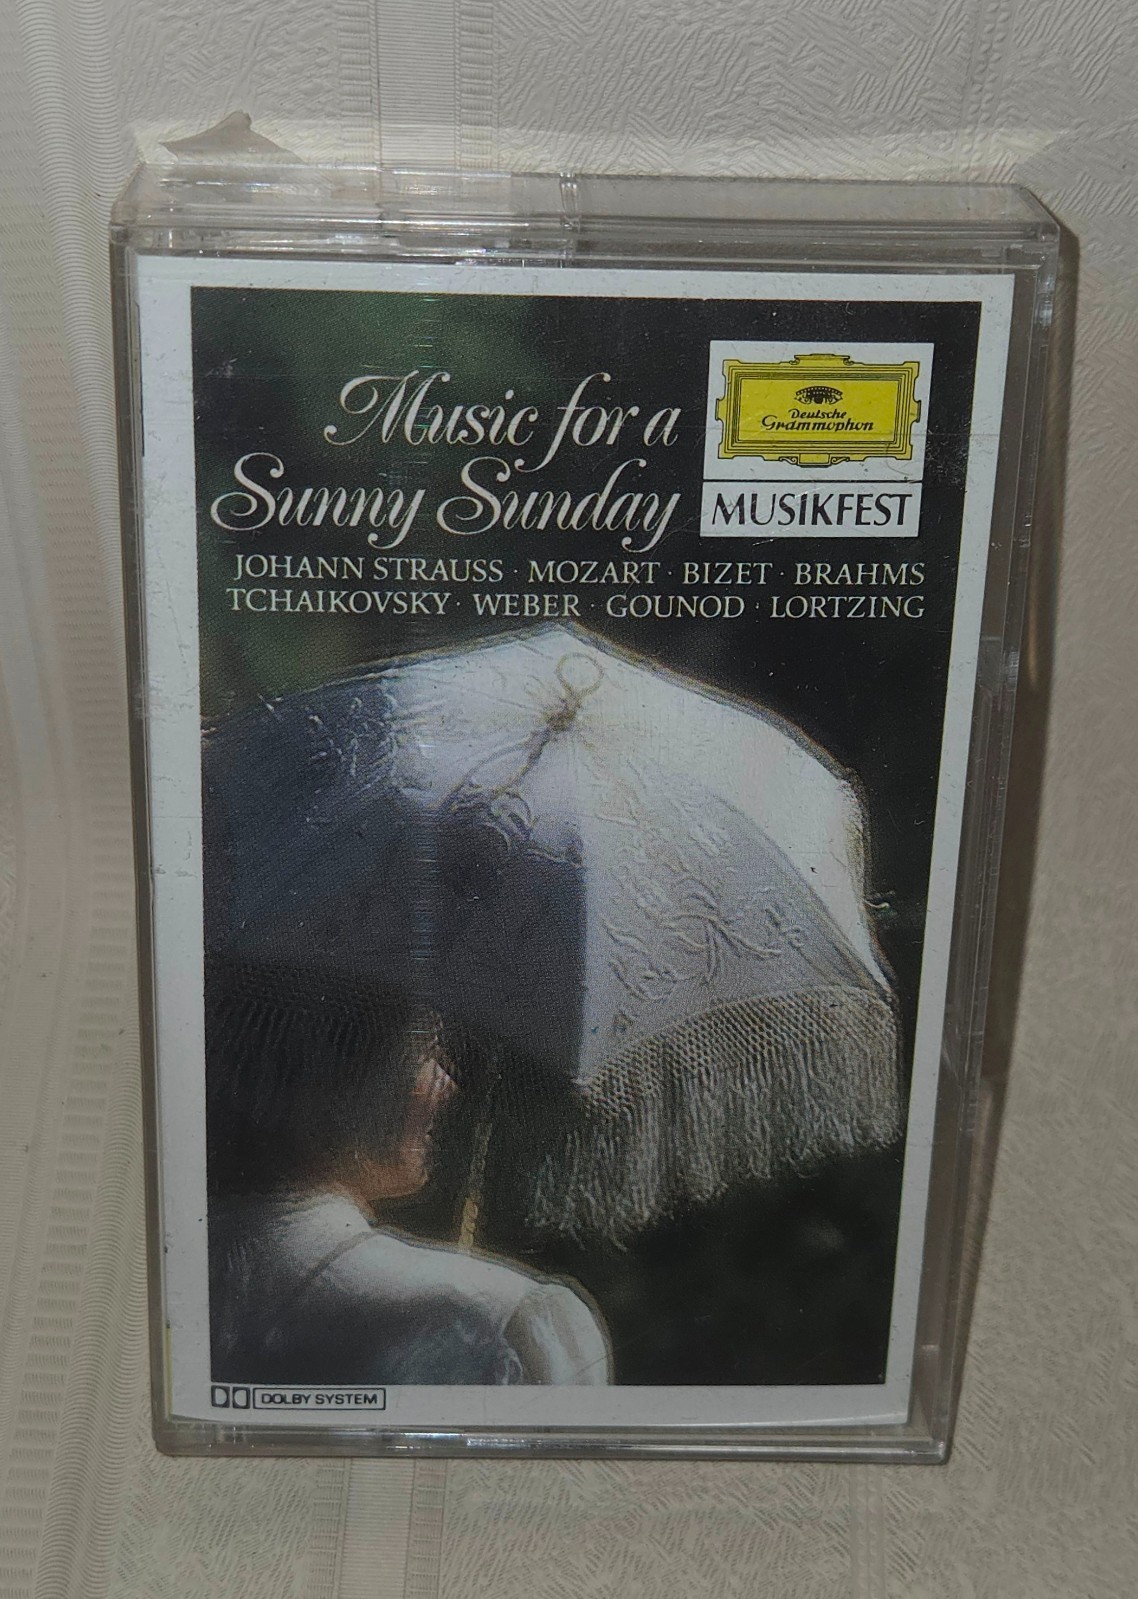 Music for a
Sunny Sunday
Deutsche
Grammophon
MUSIKFEST
JOHANN STRAUSS · MOZART · BIZET · BRAHMS
TCHAIKOVSKY · WEBER · GOUNOD · LORTZING
DOLBY SYSTEM